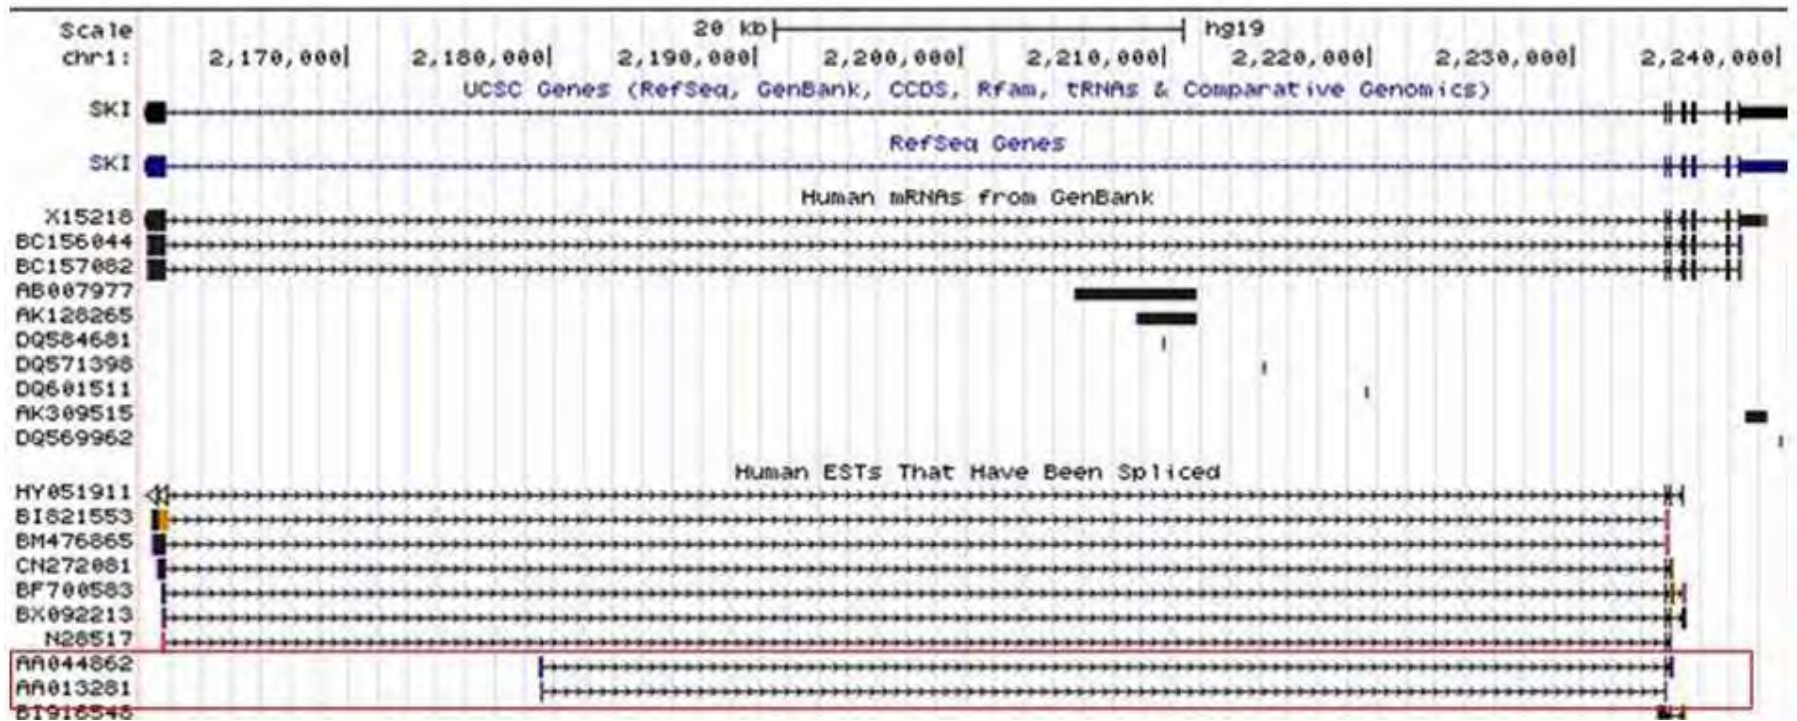 Scale 20 kb hg19
chr1: 2,170,000| 2,180,000| 2,190,000| 2,200,000| 2,210,000| 2,220,000| 2,230,000| 2,240,000|
UCSC Genes (RefSeq, GenBank, CCDS, Rfam, tRNAs & Comparative Genomics)
SKI
RefSeq Genes
SKI
Human mRNAs from GenBank
X15218
BC156044
BC157082
AB007977
AK128265
DQ584681
DQ571398
DQ601511
AK309515
DQ569962
Human ESTs That Have Been Spliced
HY051911
BI821553
BM476865
CN272081
BF700583
BX092213
N28517
AA044862
AA013281
BI916548